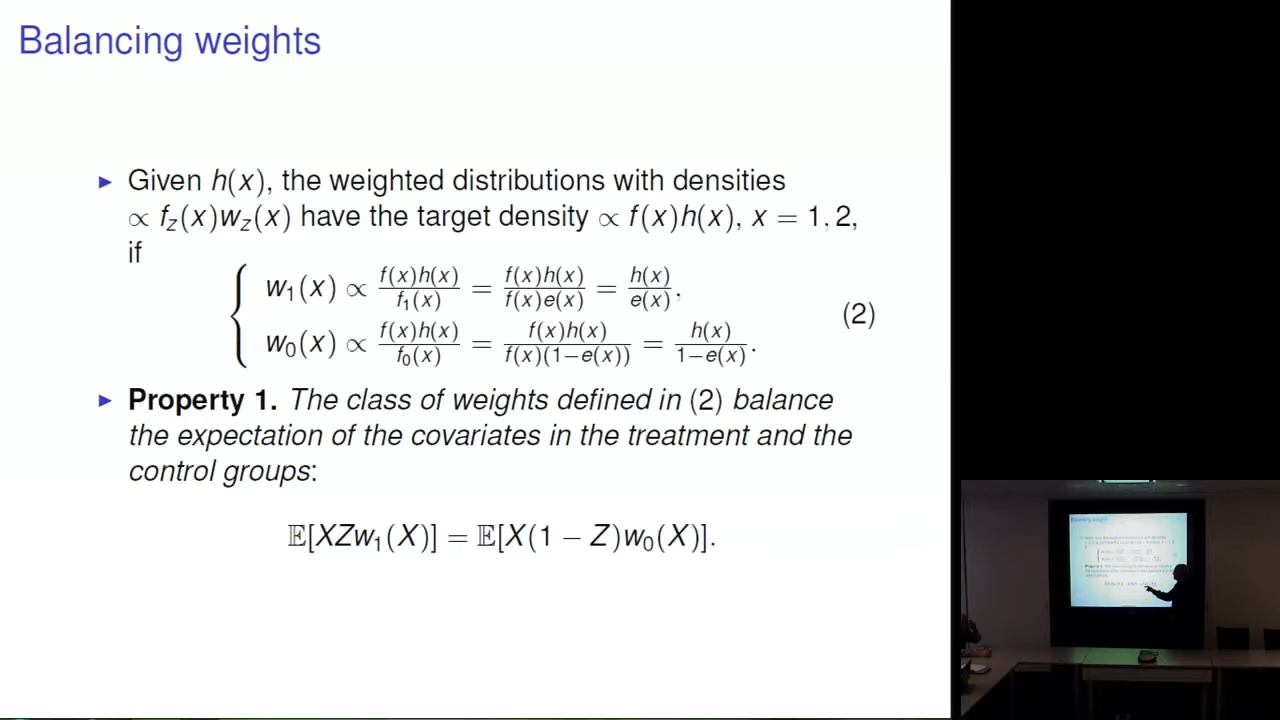 Balancing weights
▶ Given h(x), the weighted distributions with densities
∝ f_z(x)w_z(x) have the target density ∝ f(x)h(x), x = 1, 2,
if
{ w_1(x) ∝ f(x)h(x)/f_1(x) = f(x)h(x)/f(x)e(x) = h(x)/e(x),
w_0(x) ∝ f(x)h(x)/f_0(x) = f(x)h(x)/f(x)(1−e(x)) = h(x)/1−e(x). (2)
▶ Property 1. The class of weights defined in (2) balance
the expectation of the covariates in the treatment and the
control groups:
𝔼[XZw_1(X)] = 𝔼[X(1 − Z)w_0(X)].
Balancing weights